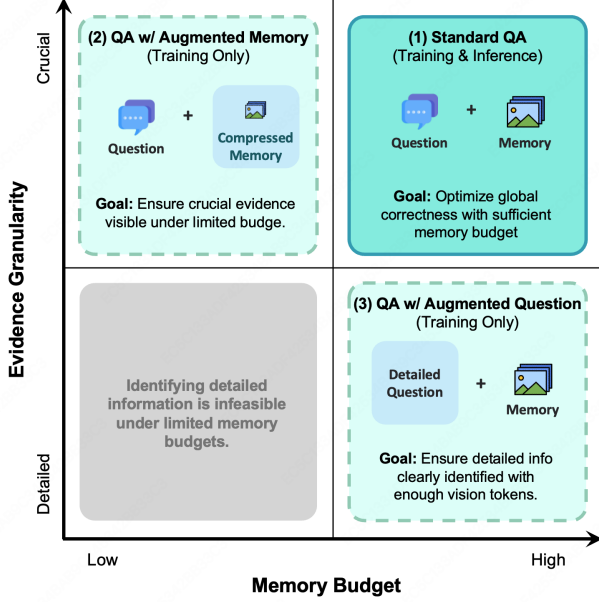 Evidence Granularity
Crucial
Detailed
(2) QA w/ Augmented Memory
(Training Only)
Question
+
Compressed
Memory
Goal: Ensure crucial evidence
visible under limited budge.
(1) Standard QA
(Training & Inference)
Question
+
Memory
Goal: Optimize global
correctness with sufficient
memory budget
Identifying detailed
information is infeasible
under limited memory
budgets.
(3) QA w/ Augmented Question
(Training Only)
Detailed
Question
+
Memory
Goal: Ensure detailed info
clearly identified with
enough vision tokens.
Low
High
Memory Budget